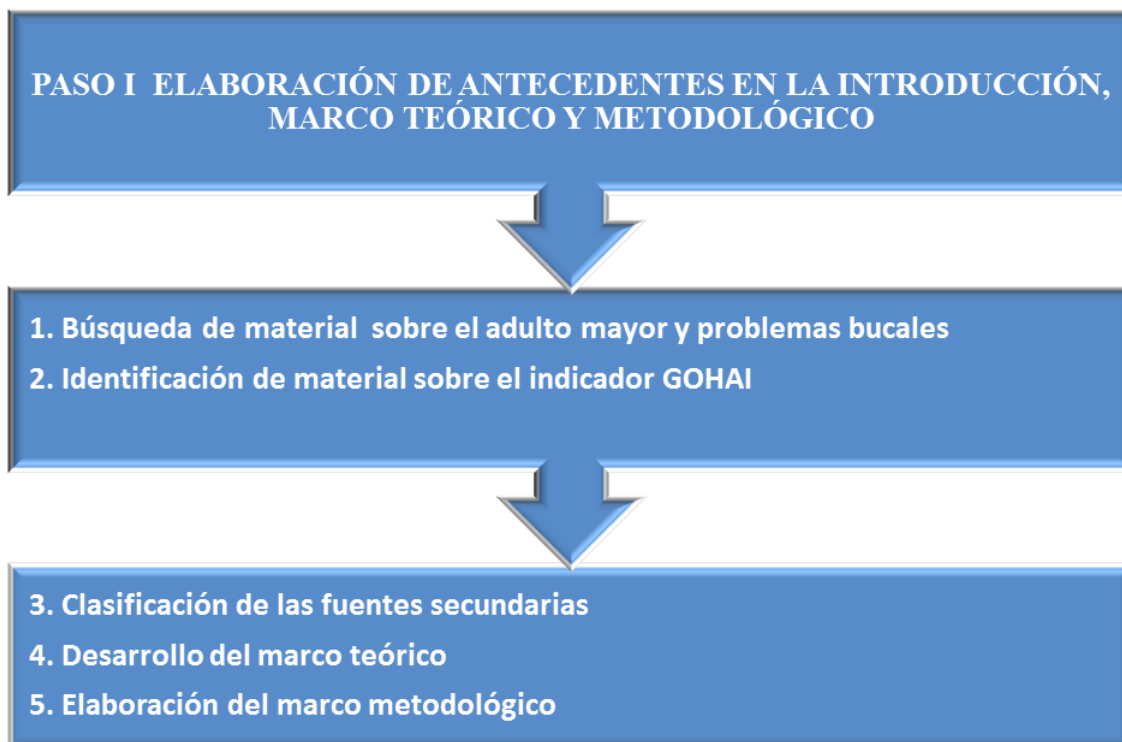 PASO I ELABORACIÓN DE ANTECEDENTES EN LA INTRODUCCIÓN,
MARCO TEÓRICO Y METODOLÓGICO
1. Búsqueda de material sobre el adulto mayor y problemas bucales
2. Identificación de material sobre el indicador GOHAI
3. Clasificación de las fuentes secundarias
4. Desarrollo del marco teórico
5. Elaboración del marco metodológico